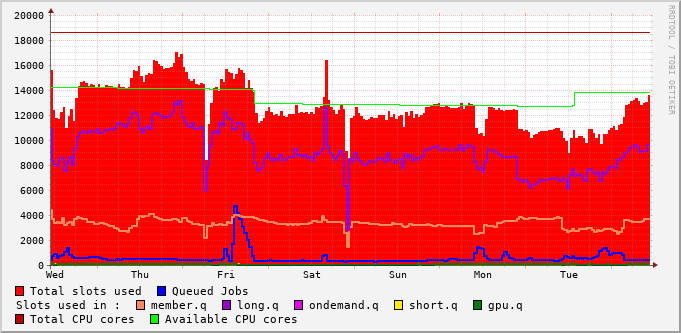 20000
18000
16000
14000
12000
10000
8000
6000
4000
2000
0
Wed Thu Fri Sat Sun Mon Tue
Total slots used Queued Jobs
Slots used in : member.q long.q ondemand.q short.q gpu.q
Total CPU cores Available CPU cores
RRDTOOL / TOBI OETIKER